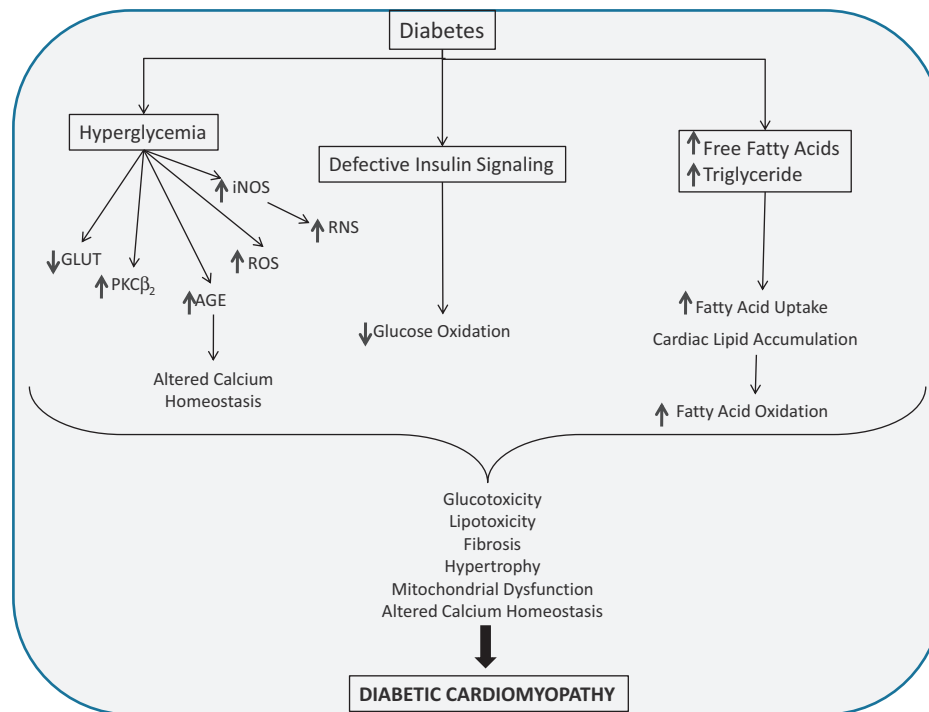 Diabetes
Hyperglycemia
Defective Insulin Signaling
↑ Free Fatty Acids
↑ Triglyceride
↑ iNOS
↑ RNS
↓ GLUT
↑ ROS
↑ PKCβ₂
↑ AGE
Altered Calcium
Homeostasis
↓ Glucose Oxidation
↑ Fatty Acid Uptake
Cardiac Lipid Accumulation
↑ Fatty Acid Oxidation
Glucotoxicity
Lipotoxicity
Fibrosis
Hypertrophy
Mitochondrial Dysfunction
Altered Calcium Homeostasis
DIABETIC CARDIOMYOPATHY